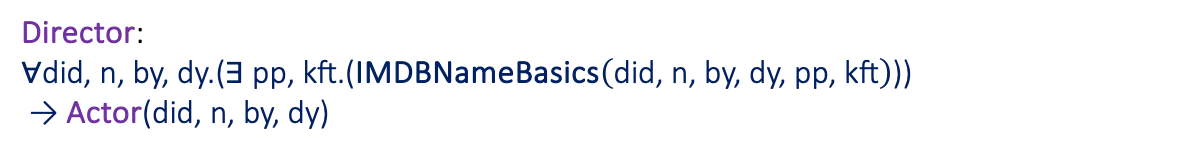 Director:
∀did, n, by, dy.(∃ pp, kft.(IMDBNameBasics(did, n, by, dy, pp, kft)))
→ Actor(did, n, by, dy)